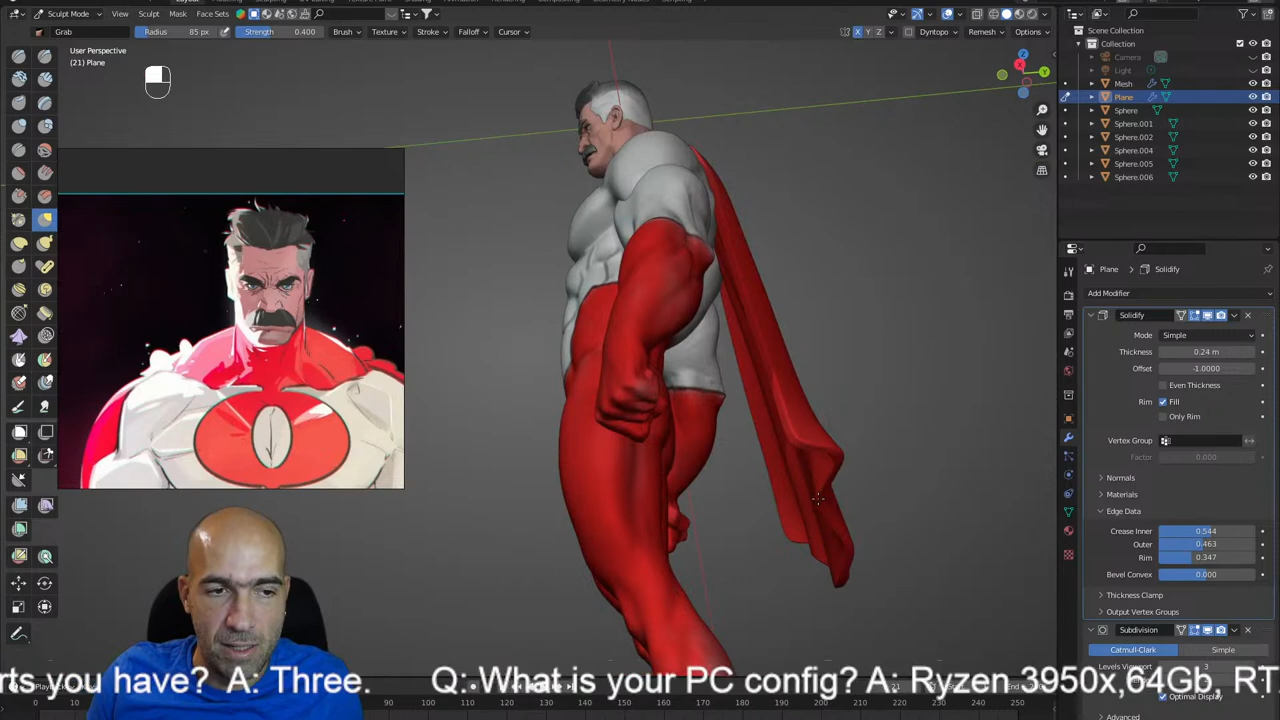 Sculpt Mode View Sculpt Mask Face Sets
Grab Radius 85 px Strength 0.400 Brush Texture Stroke Falloff Cursor X Y Z Dyntopo Remesh Options
User Perspective
(21) Plane
Scene Collection
Collection
Camera
Light
Mesh
Plane
Sphere
Sphere.001
Sphere.002
Sphere.004
Sphere.005
Sphere.006
Plane Solidify
Add Modifier
Solidify
Mode Simple
Thickness 0.24 m
Offset -1.0000
Even Thickness
Rim Fill
Only Rim
Vertex Group
Factor 0.000
Normals
Materials
Edge Data
Crease Inner 0.544
Outer 0.463
Rim 0.347
Bevel Convex 0.000
Thickness Clamp
Output Vertex Groups
Subdivision
Catmull-Clark Simple
Levels Viewport 3
Optimal Display
Advanced
rts you have? A: Three. Q: What is your PC config? A: Ryzen 3950x,64Gb, RT